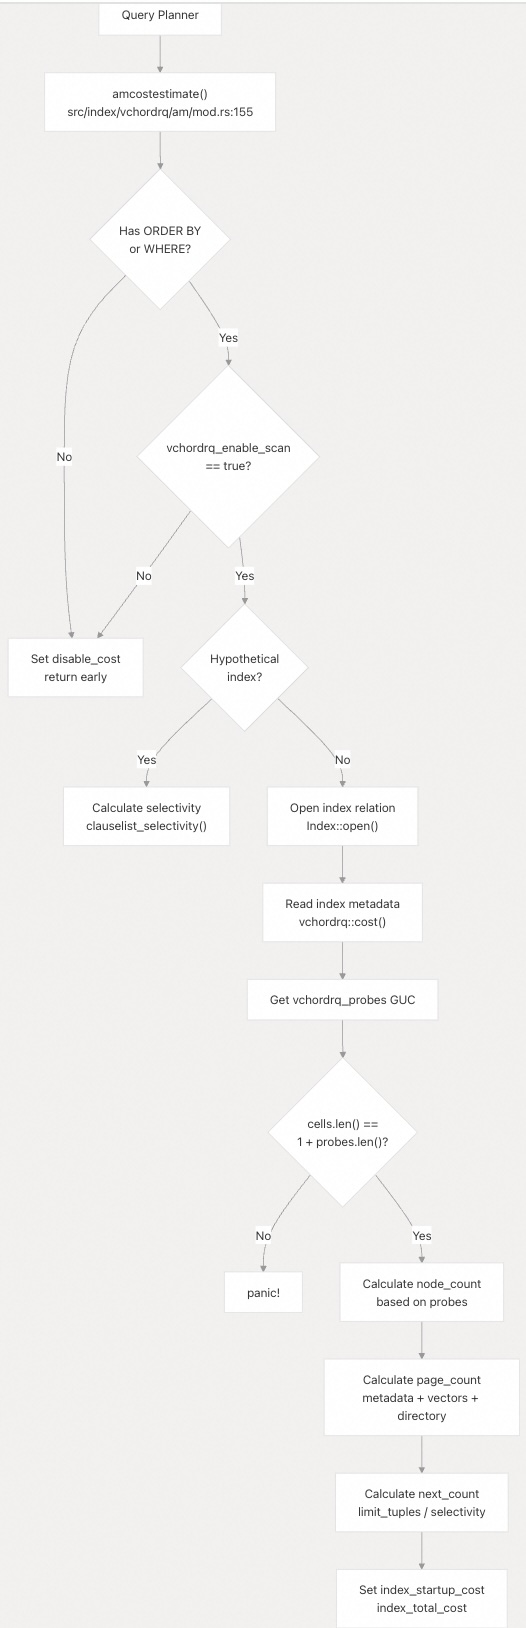 Query Planner
amcostestimate()
src/index/vchordrq/am/mod.rs:155
Has ORDER BY
or WHERE?
Yes
vchordrq_enable_scan
== true?
No
No
Yes
Set disable_cost
return early
Hypothetical
index?
Yes
No
Calculate selectivity
clauselist_selectivity()
Open index relation
Index::open()
Read index metadata
vchordrq::cost()
Get vchordrq_probes GUC
cells.len() ==
1 + probes.len()?
No
Yes
panic!
Calculate node_count
based on probes
Calculate page_count
metadata + vectors +
directory
Calculate next_count
limit_tuples / selectivity
Set index_startup_cost
index_total_cost